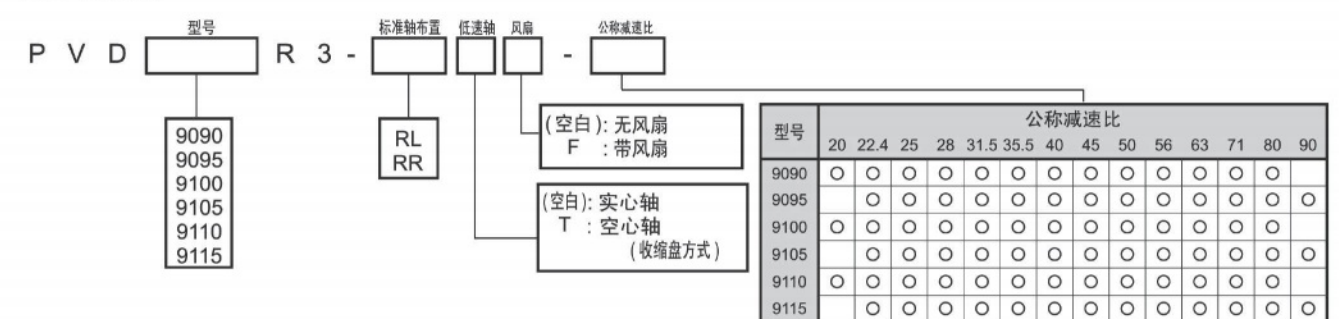 型号 标准轴布置 低速轴 风扇 公称减速比
P V D R 3 - -
9090
9095
9100
9105
9110
9115
RL
RR
(空白): 无风扇
F : 带风扇
(空白): 实心轴
T : 空心轴
(收缩盘方式)
型号 公称减速比
20 22.4 25 28 31.5 35.5 40 45 50 56 63 71 80 90
9090 ○ ○ ○ ○ ○ ○ ○ ○ ○ ○ ○ ○ ○
9095 ○ ○ ○ ○ ○ ○ ○ ○ ○ ○ ○ ○ ○
9100 ○ ○ ○ ○ ○ ○ ○ ○ ○ ○ ○ ○ ○
9105 ○ ○ ○ ○ ○ ○ ○ ○ ○ ○ ○ ○ ○
9110 ○ ○ ○ ○ ○ ○ ○ ○ ○ ○ ○ ○ ○
9115 ○ ○ ○ ○ ○ ○ ○ ○ ○ ○ ○ ○ ○